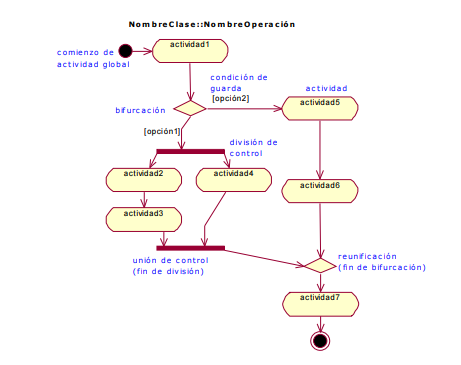 NombreClase::NombreOperación
comienzo de
actividad global
actividad1
condición de
guarda
[opción2]
actividad
bifurcación
actividad5
[opción1]
división de
control
actividad2
actividad4
actividad6
actividad3
unión de control
(fin de división)
reunificación
(fin de bifurcación)
actividad7